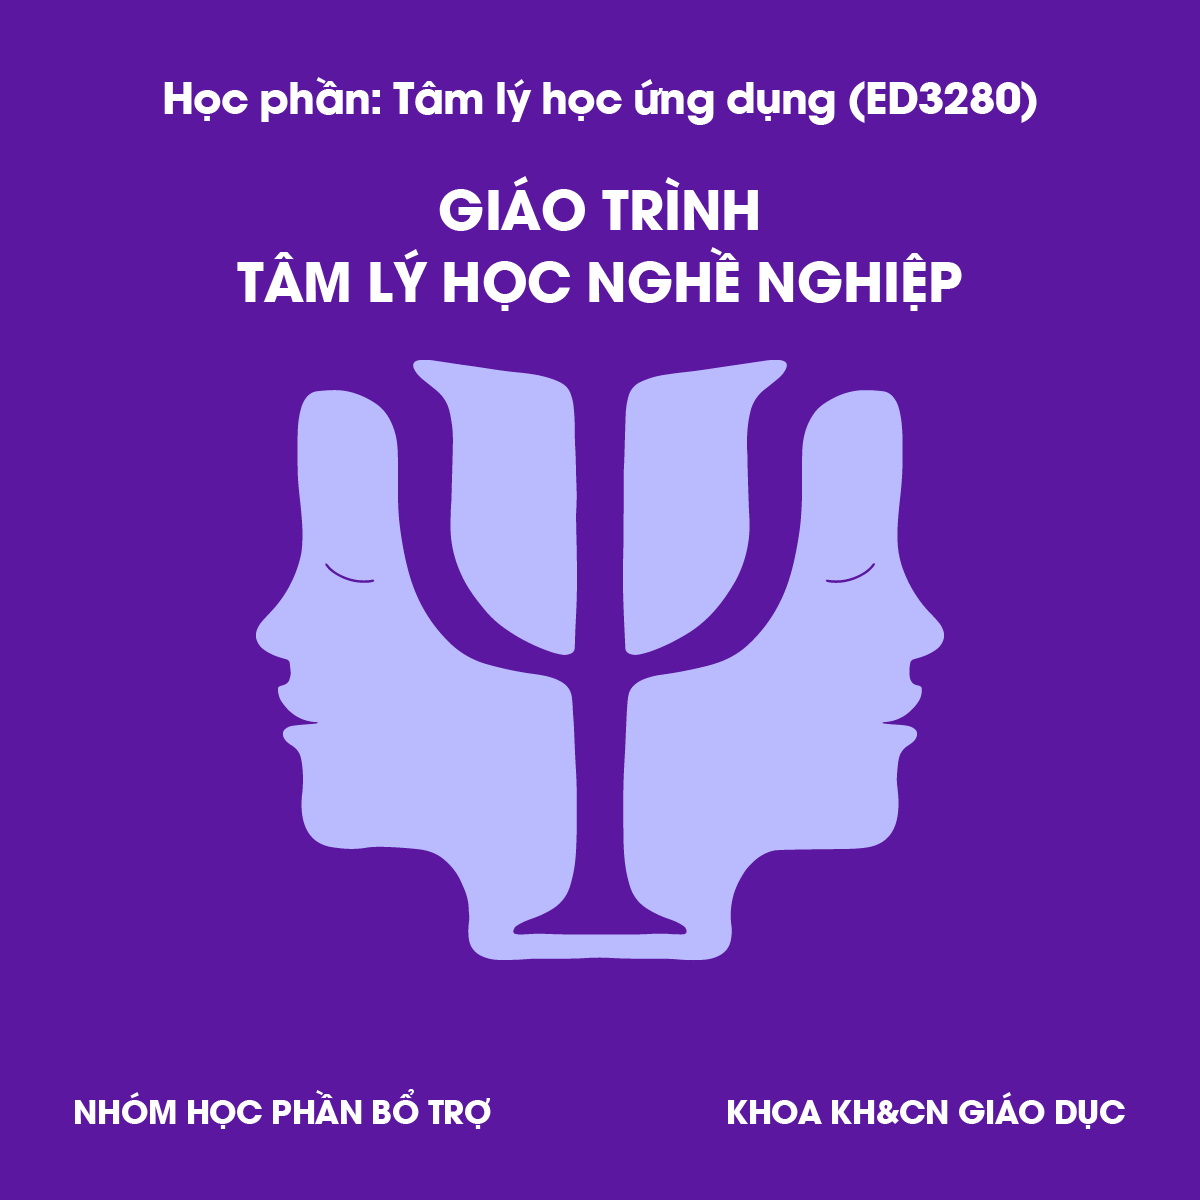 Học phần: Tâm lý học ứng dụng (ED3280)
GIÁO TRÌNH
TÂM LÝ HỌC NGHỀ NGHIỆP
NHÓM HỌC PHẦN BỔ TRỢ
KHOA KH&CN GIÁO DỤC